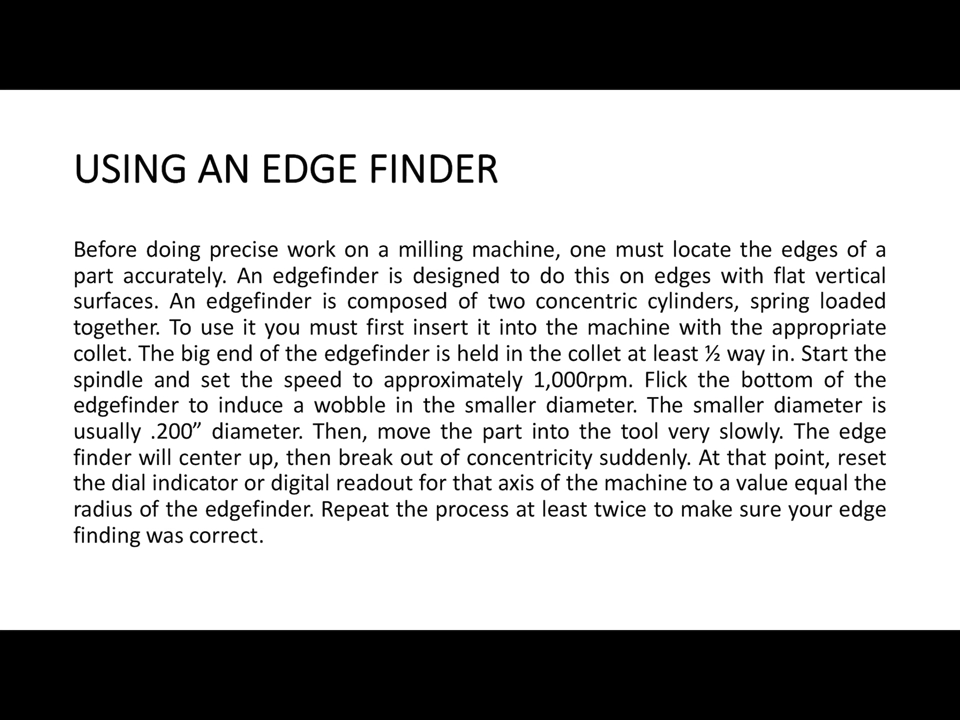 USING AN EDGE FINDER
Before doing precise work on a milling machine, one must locate the edges of a
part accurately. An edgefinder is designed to do this on edges with flat vertical
surfaces. An edgefinder is composed of two concentric cylinders, spring loaded
together. To use it you must first insert it into the machine with the appropriate
collet. The big end of the edgefinder is held in the collet at least ½ way in. Start the
spindle and set the speed to approximately 1,000rpm. Flick the bottom of the
edgefinder to induce a wobble in the smaller diameter. The smaller diameter is
usually .200” diameter. Then, move the part into the tool very slowly. The edge
finder will center up, then break out of concentricity suddenly. At that point, reset
the dial indicator or digital readout for that axis of the machine to a value equal the
radius of the edgefinder. Repeat the process at least twice to make sure your edge
finding was correct.